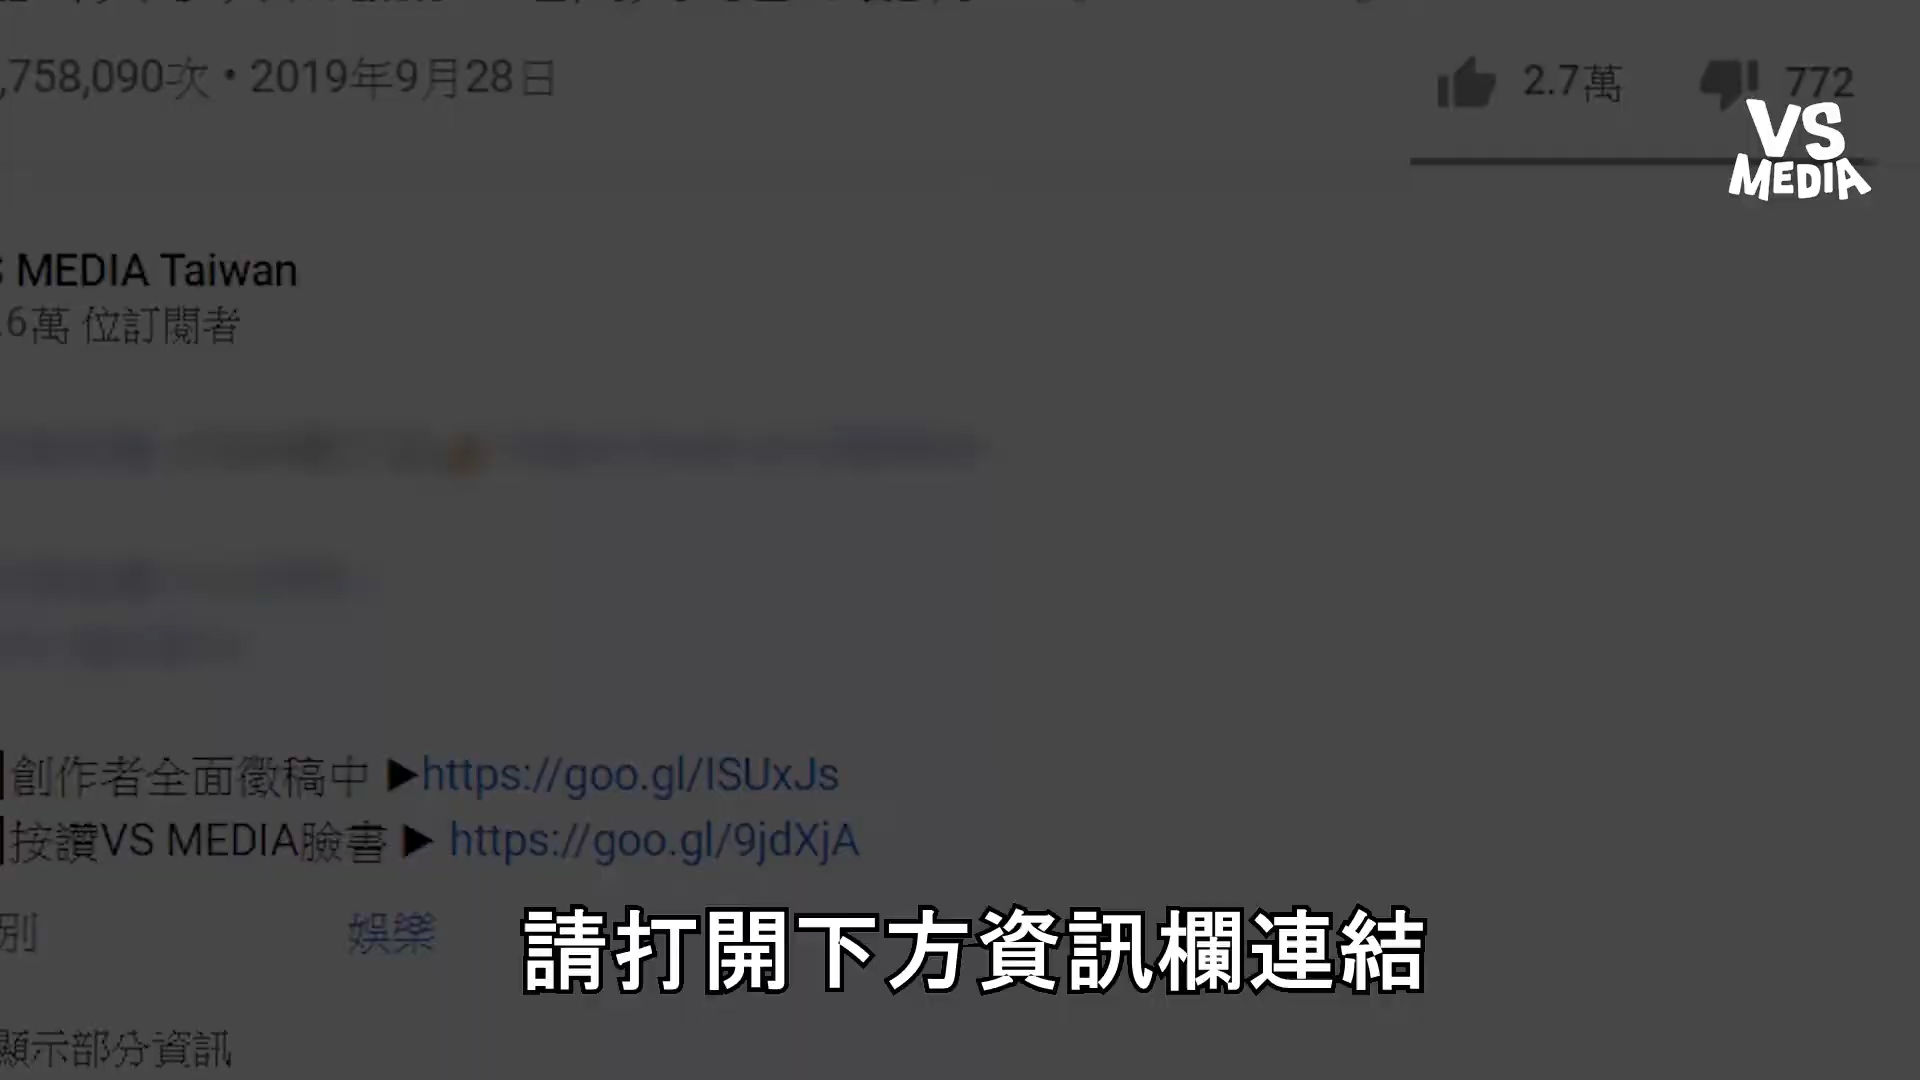 ,758,090次 • 2019年9月28日
2.7萬
772
VS
MEDIA
MEDIA Taiwan
.6萬 位訂閱者
創作者全面徵稿中 ▶https://goo.gl/ISUxJs
按讚VS MEDIA臉書 ▶ https://goo.gl/9jdXjA
別 娛樂
請打開下方資訊欄連結
顯示部分資訊